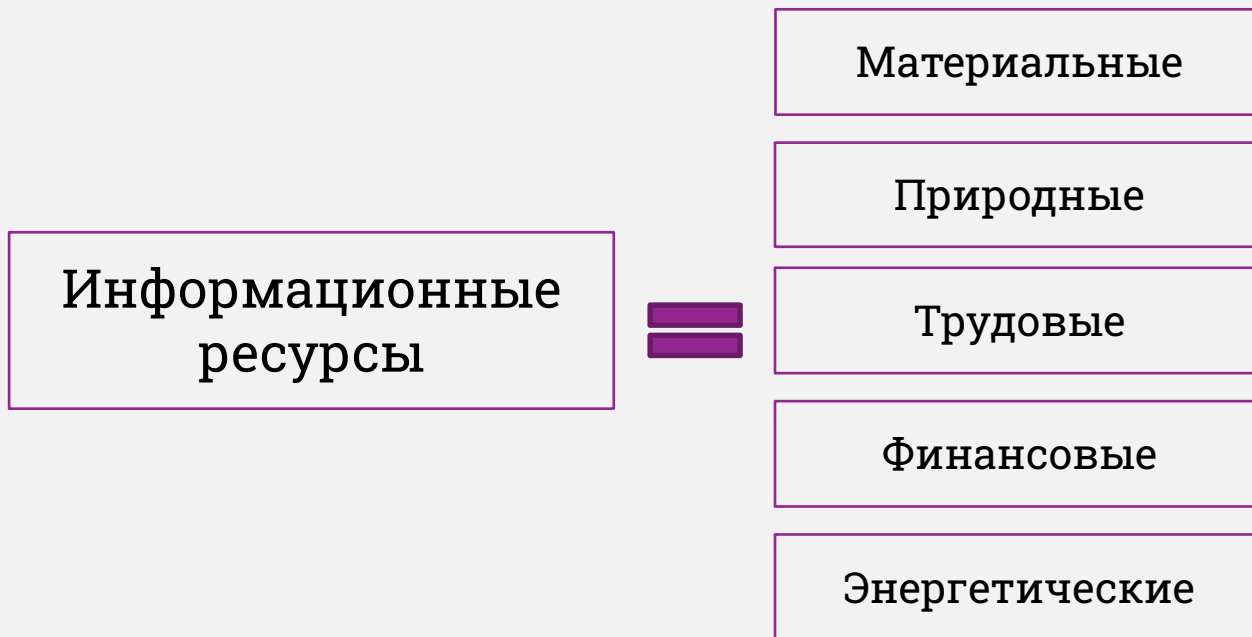 Информационные
ресурсы
Материальные
Природные
Трудовые
Финансовые
Энергетические